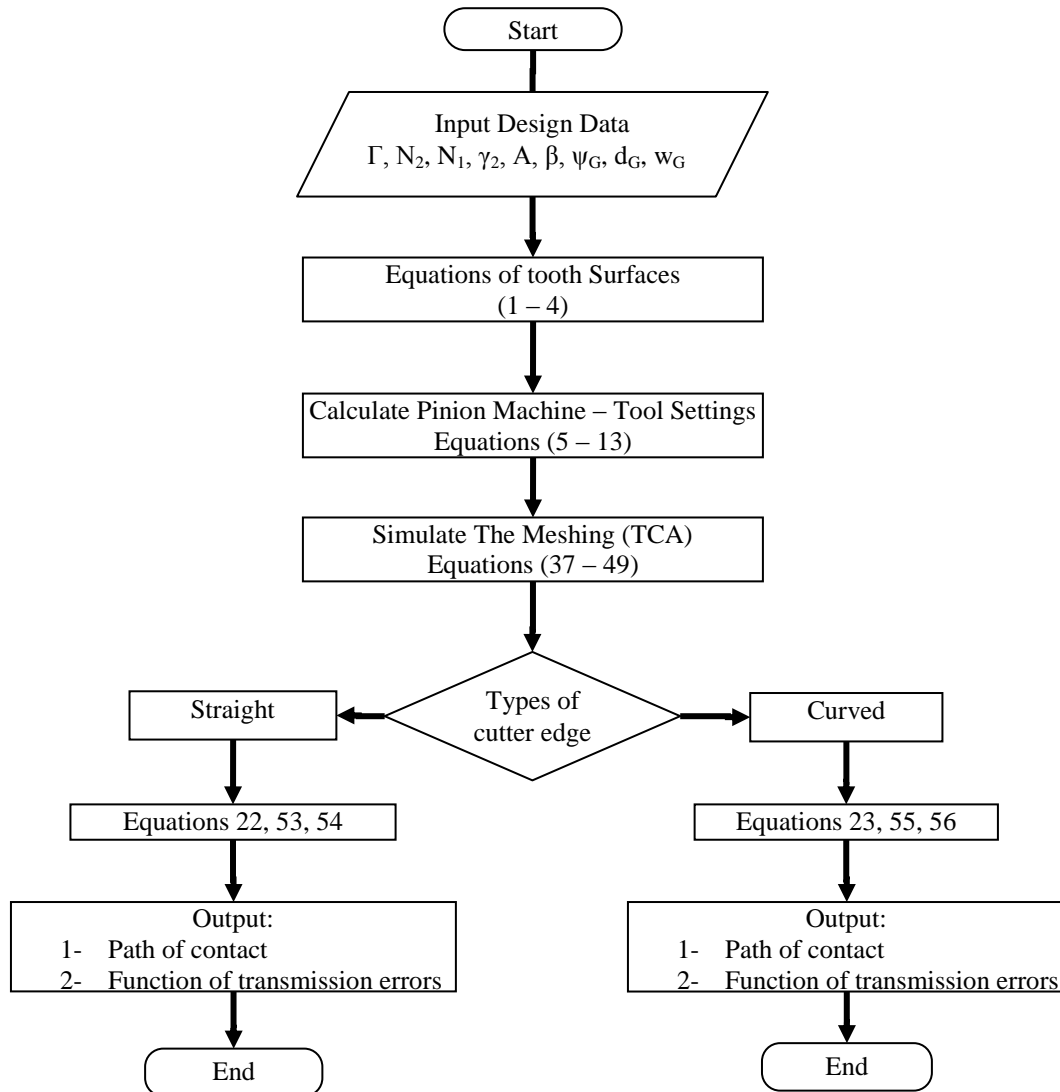 Start
Input Design Data
Γ, N₂, N₁, γ₂, A, β, ψ_G, d_G, w_G
Equations of tooth Surfaces
(1 – 4)
Calculate Pinion Machine – Tool Settings
Equations (5 – 13)
Simulate The Meshing (TCA)
Equations (37 – 49)
Types of
cutter edge
Straight
Equations 22, 53, 54
Output:
1- Path of contact
2- Function of transmission errors
End
Curved
Equations 23, 55, 56
Output:
1- Path of contact
2- Function of transmission errors
End